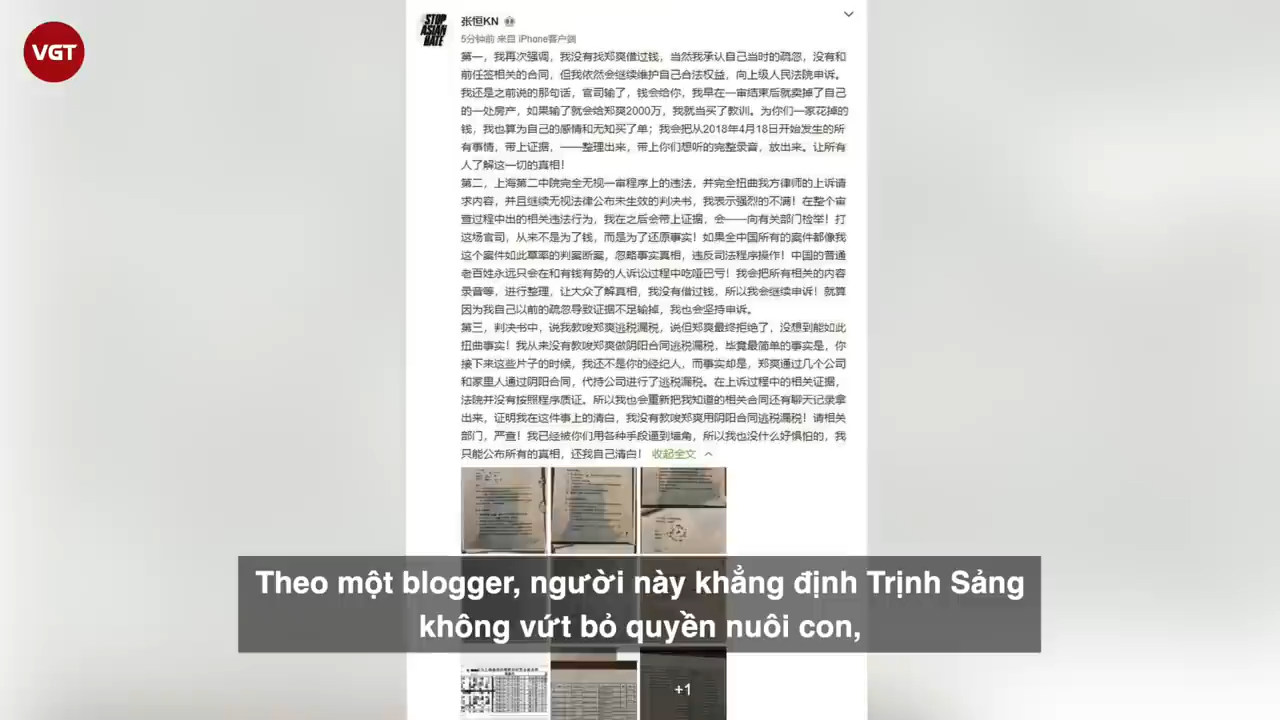 VGT
STOP
ASIAN
HATE
张恒KN
5分钟前 来自 iPhone客户端
第一，我再次强调，我没有找郑爽借过钱，当然我承认自己当时的疏忽，没有和
前任签相关的合同，但我依然会继续维护自己合法权益，向上级人民法院申诉。
我还是之前说的那句话，官司输了，钱会给你，我早在一审结束后就卖掉了自己
的一处房产，如果输了就会给郑爽2000万，我就当买了教训。为你们一家花掉的
钱，我也算为自己的感情和无知买了单；我会把从2018年4月18日开始发生的所
有事情，带上证据，一一整理出来，带上你们想听的完整录音，放出来。让所有
人了解这一切的真相！
第二，上海第二中院完全无视一审程序上的违法，并完全扭曲我方律师的上诉请
求内容，并且继续无视法律公布未生效的判决书，我表示强烈的不满！在整个审
查过程中出的相关违法行为，我在之后会带上证据，会一一向有关部门检举！打
这场官司，从来不是为了钱，而是为了还原事实！如果全中国所有的案件都像我
这个案件如此草率的判案断案，忽略事实真相，违反司法程序操作！中国的普通
老百姓永远只会在和有钱有势的人诉讼过程中吃哑巴亏！我会把所有相关的内容
录音等，进行整理，让大众了解真相，我没有借过钱，所以我会继续申诉！就算
因为我自己以前的疏忽导致证据不足输掉，我也会坚持申诉。
第三，判决书中，说我教唆郑爽逃税漏税，说但郑爽最终拒绝了，没想到能如此
扭曲事实！我从来没有教唆郑爽做阴阳合同逃税漏税，毕竟最简单的事实是，你
接下来这些片子的时候，我还不是你的经纪人，而事实却是，郑爽通过几个公司
和家里人通过阴阳合同，代持公司进行了逃税漏税。在上诉过程中的相关证据，
法院并没有按照程序质证。所以我也会重新把我知道的相关合同还有聊天记录拿
出来，证明我在这件事上的清白，我没有教唆郑爽用阴阳合同逃税漏税！请相关
部门，严查！我已经被你们用各种手段逼到墙角，所以我也没什么好惧怕的，我
只能公布所有的真相，还我自己清白！ 收起全文
Theo một blogger, người này khẳng định Trịnh Sảng
không vứt bỏ quyền nuôi con,
+1